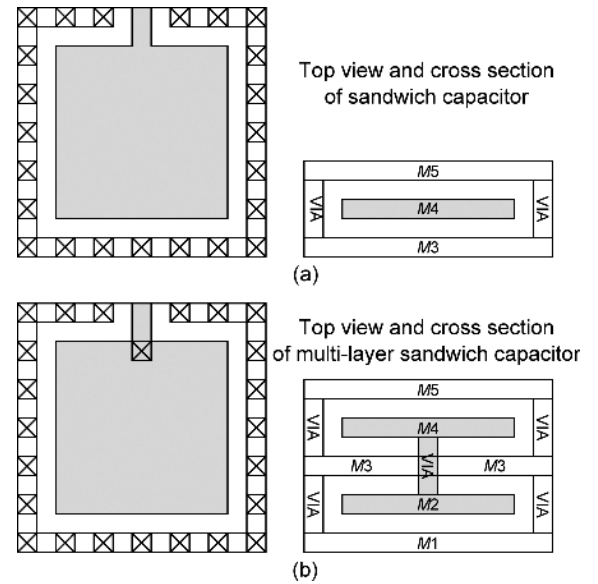 Top view and cross section
of sandwich capacitor
M5
VIA M4 VIA
M3
(a)
Top view and cross section
of multi-layer sandwich capacitor
M5
VIA M4 VIA
M3 VIA M3
VIA M2 VIA
M1
(b)